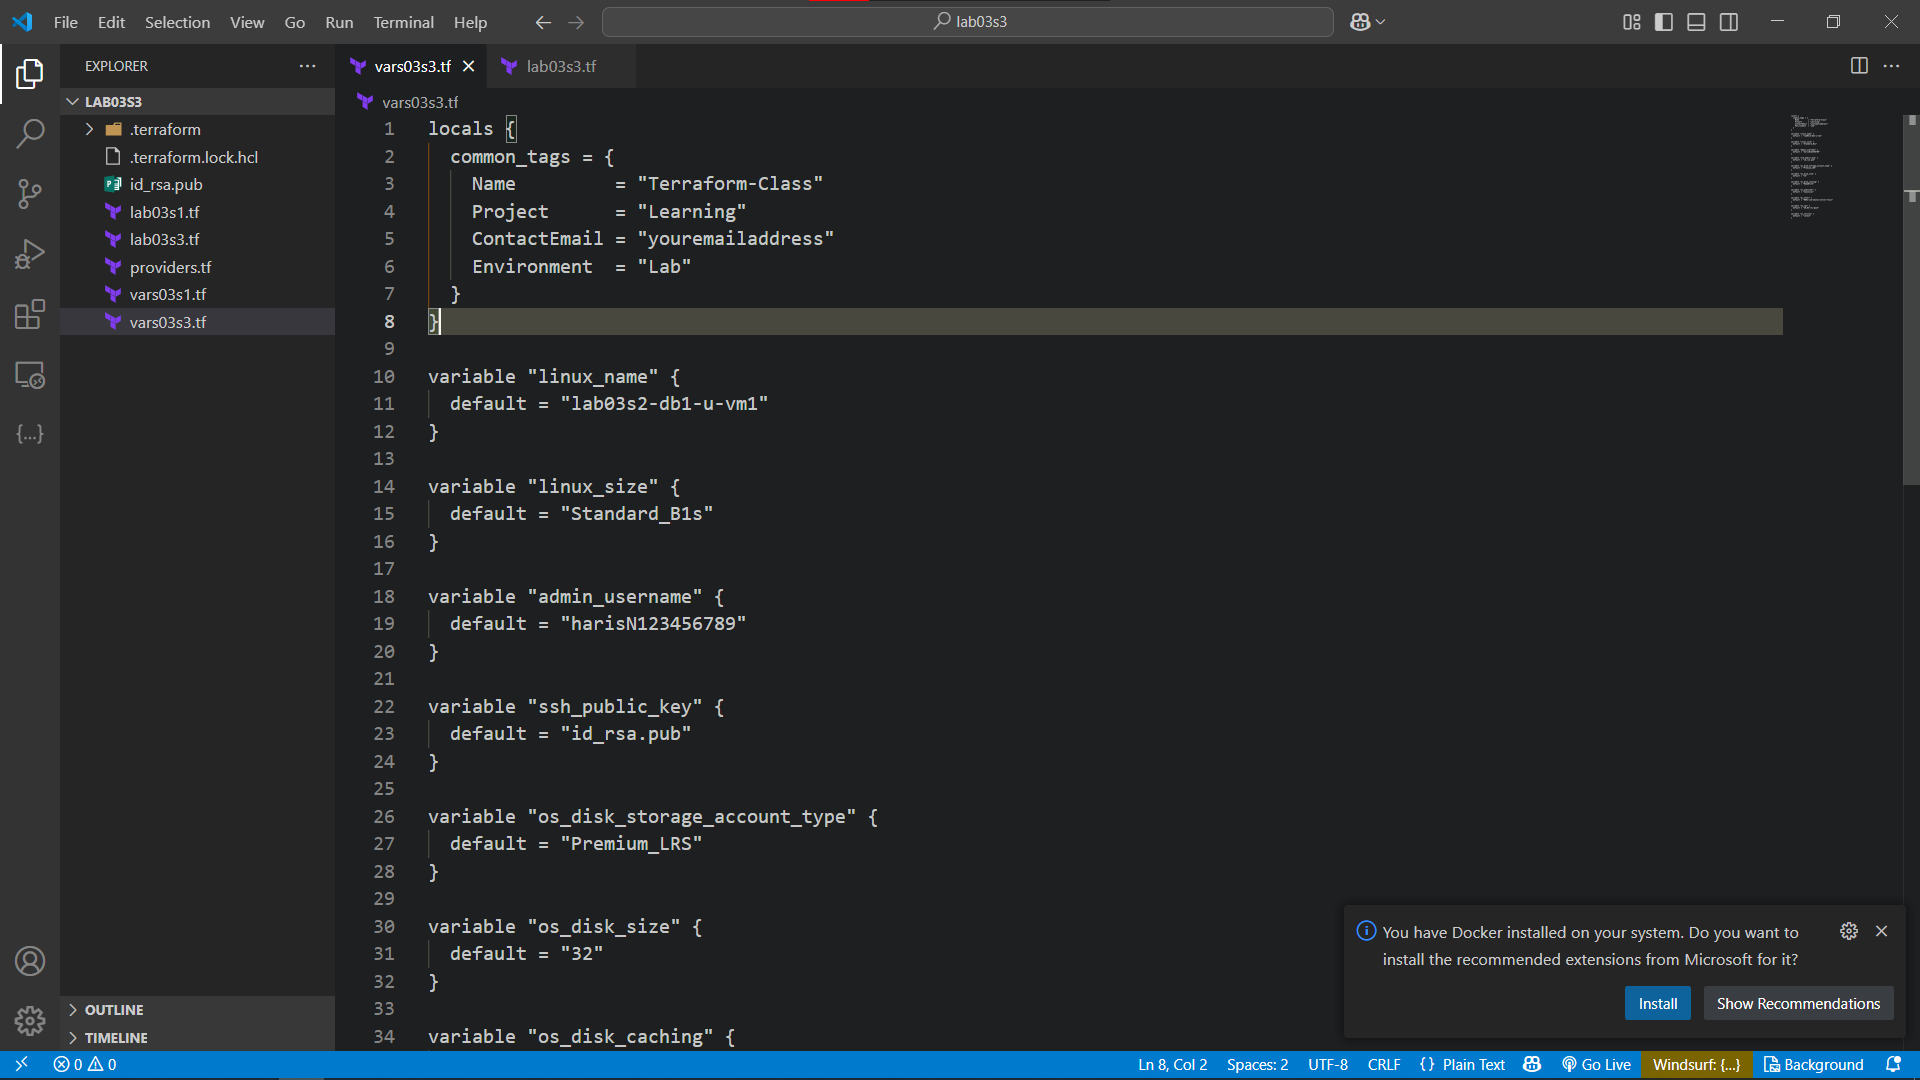 File Edit Selection View Go Run Terminal Help
lab03s3
EXPLORER
LAB03S3
.terraform
.terraform.lock.hcl
id_rsa.pub
lab03s1.tf
lab03s3.tf
providers.tf
vars03s1.tf
vars03s3.tf
OUTLINE
TIMELINE
vars03s3.tf
lab03s3.tf
vars03s3.tf
1 locals {
2 common_tags = {
3 Name = "Terraform-Class"
4 Project = "Learning"
5 ContactEmail = "youremailaddress"
6 Environment = "Lab"
7 }
8 }
9
10 variable "linux_name" {
11 default = "lab03s2-db1-u-vm1"
12 }
13
14 variable "linux_size" {
15 default = "Standard_B1s"
16 }
17
18 variable "admin_username" {
19 default = "harisN123456789"
20 }
21
22 variable "ssh_public_key" {
23 default = "id_rsa.pub"
24 }
25
26 variable "os_disk_storage_account_type" {
27 default = "Premium_LRS"
28 }
29
30 variable "os_disk_size" {
31 default = "32"
32 }
33
34 variable "os_disk_caching" {
You have Docker installed on your system. Do you want to
install the recommended extensions from Microsoft for it?
Install
Show Recommendations
0 0
Ln 8, Col 2 Spaces: 2 UTF-8 CRLF {} Plain Text Go Live Windsurf: {...} Background